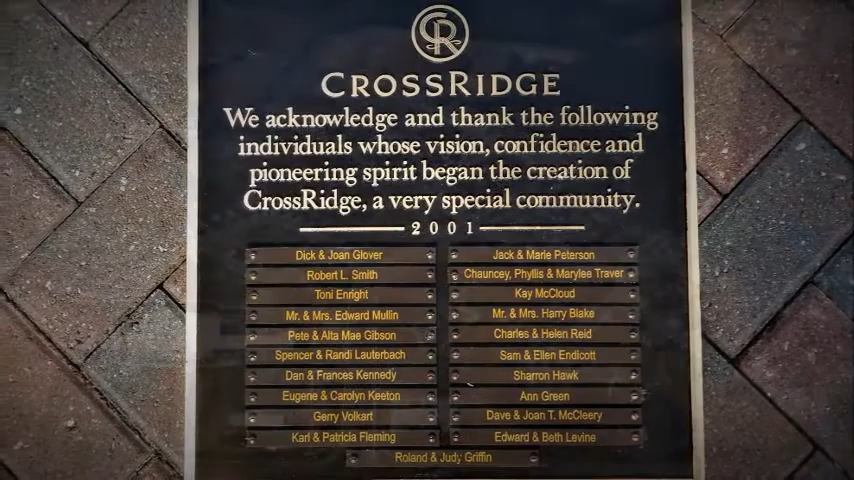 CR
CROSSRIDGE
We acknowledge and thank the following
individuals whose vision, confidence and
pioneering spirit began the creation of
CrossRidge, a very special community.
2001
Dick & Joan Glover
Jack & Marie Peterson
Robert L. Smith
Chauncey, Phyllis & Marylee Traver
Toni Enright
Kay McCloud
Mr. & Mrs. Edward Mullin
Mr. & Mrs. Harry Blake
Pete & Alta Mae Gibson
Charles & Helen Reid
Spencer & Randi Lauterbach
Sam & Ellen Endicott
Dan & Frances Kennedy
Sharron Hawk
Eugene & Carolyn Keeton
Ann Green
Gerry Volkart
Dave & Joan T. McCleery
Karl & Patricia Fleming
Edward & Beth Levine
Roland & Judy Griffin